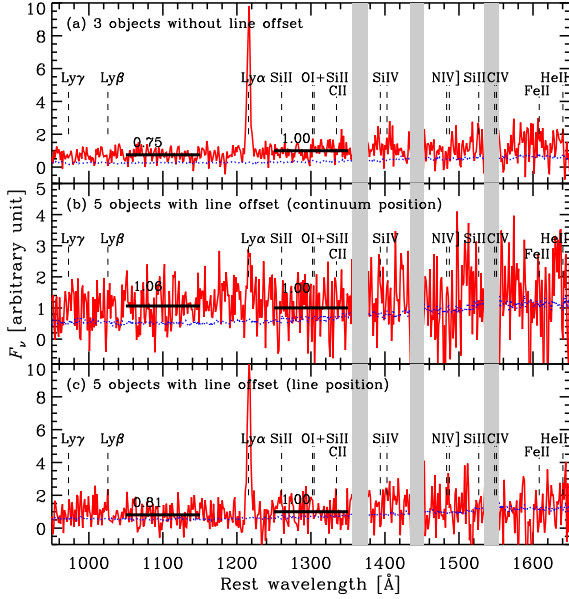 (a) 3 objects without line offset
Lyγ Lyβ Lyα SiII OI+SiII SiIV NIV] SiII CIV HeII
CII FeII
0.75 1.00
10
8
6
4
2
0
(b) 5 objects with line offset (continuum position)
Lyγ Lyβ Lyα SiII OI+SiII SiIV NIV] SiII CIV HeII
CII FeII
1.06 1.00
5
4
3
2
1
0
(c) 5 objects with line offset (line position)
Lyγ Lyβ Lyα SiII OI+SiII SiIV NIV] SiII CIV HeII
CII FeII
0.81 1.00
8
6
4
2
0
Fν [arbitrary unit]
1000 1100 1200 1300 1400 1500 1600
Rest wavelength [Å]